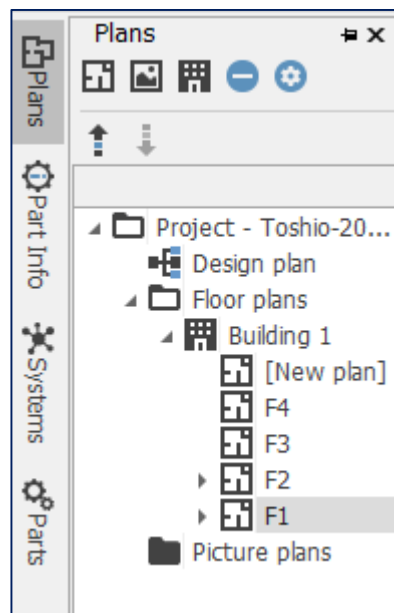 Plans
Plans
Part Info
Systems
Parts
Project - Toshio-20...
Design plan
Floor plans
Building 1
[New plan]
F4
F3
F2
F1
Picture plans